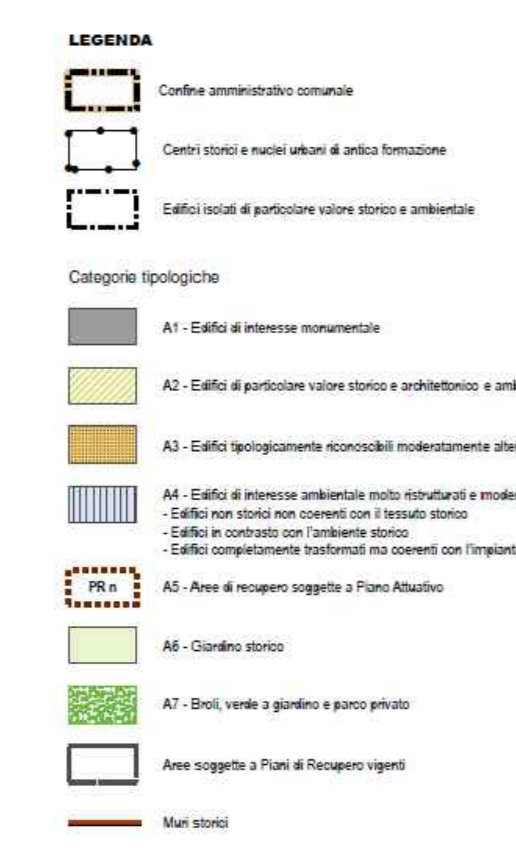 LEGENDA
Confine amministrativo comunale
Centri storici e nuclei urbani di antica formazione
Edifici isolati di particolare valore storico e ambientale
Categorie tipologiche
A1 - Edifici di interesse monumentale
A2 - Edifici di particolare valore storico e architettonico e amb
A3 - Edifici tipologicamente riconoscibili moderatamente alter
A4 - Edifici di interesse ambientale molto ristrutturati e moder
- Edifici non storici non coerenti con il tessuto storico
- Edifici in contrasto con l'ambiente storico
- Edifici completamente trasformati ma coerenti con l'impiant
PR n A5 - Aree di recupero soggette a Piano Attuativo
A6 - Giardino storico
A7 - Broli, verde a giardino e parco privato
Aree soggette a Piani di Recupero vigenti
Muri storici